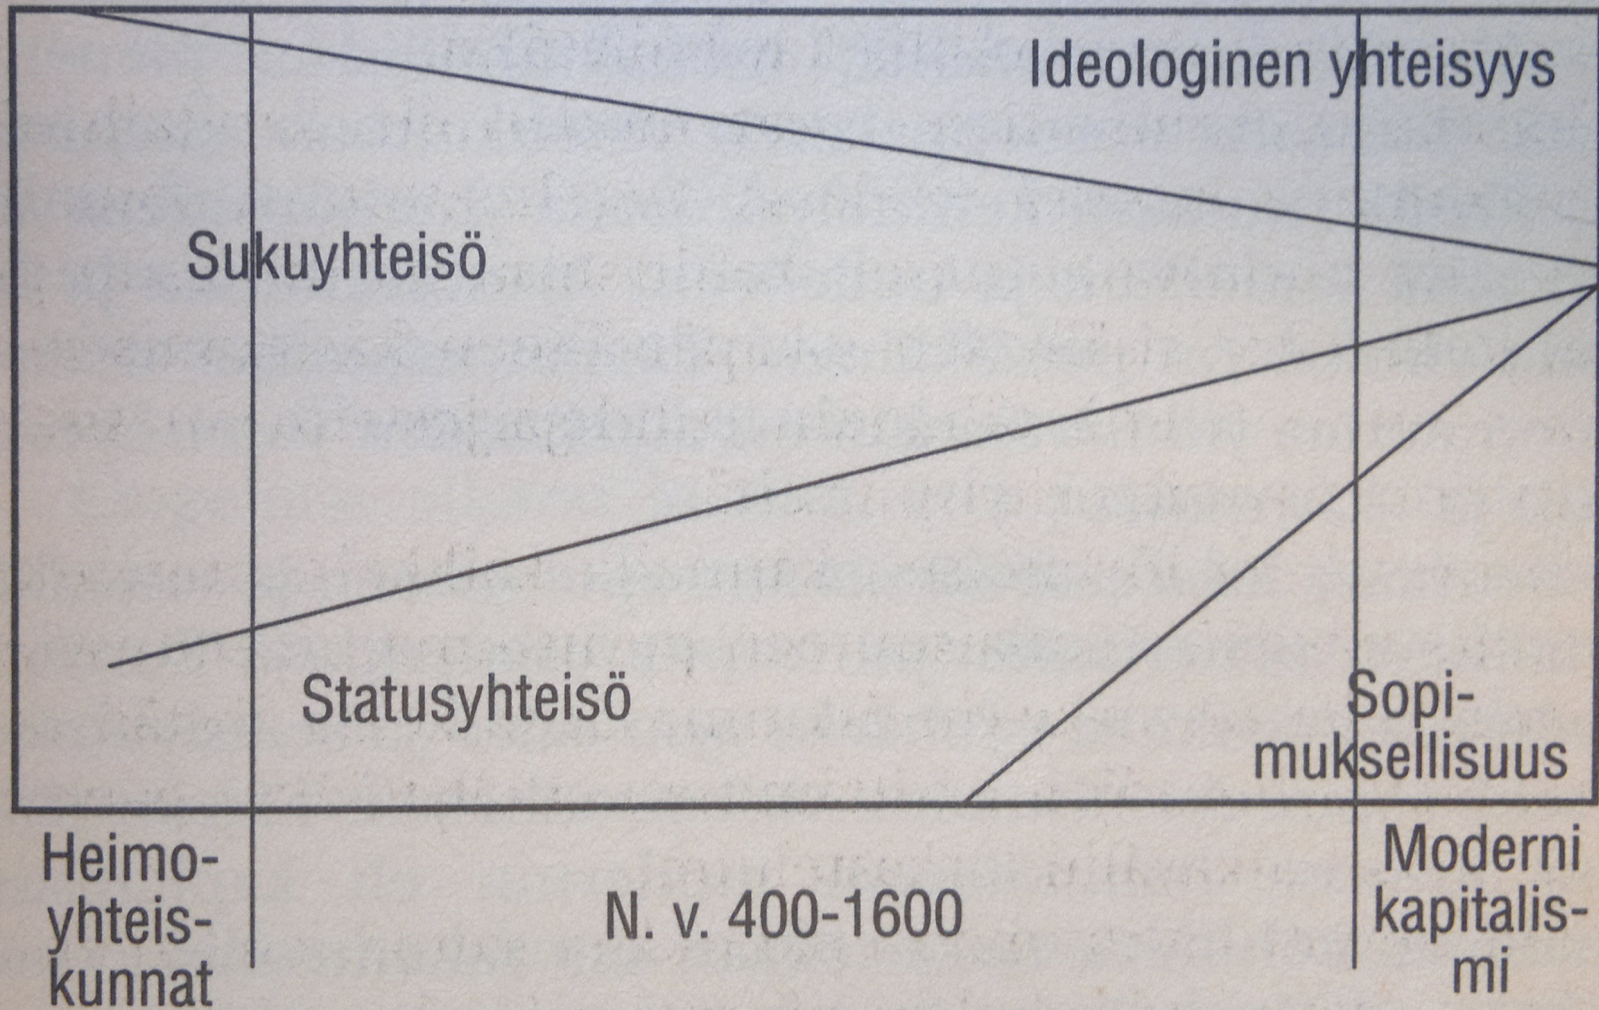 Ideologinen yhteisyys
Sukuyhteisö
Statusyhteisö
Sopi-
muksellisuus
Heimo-
yhteis-
kunnat
N. v. 400-1600
Moderni
kapitalis-
mi